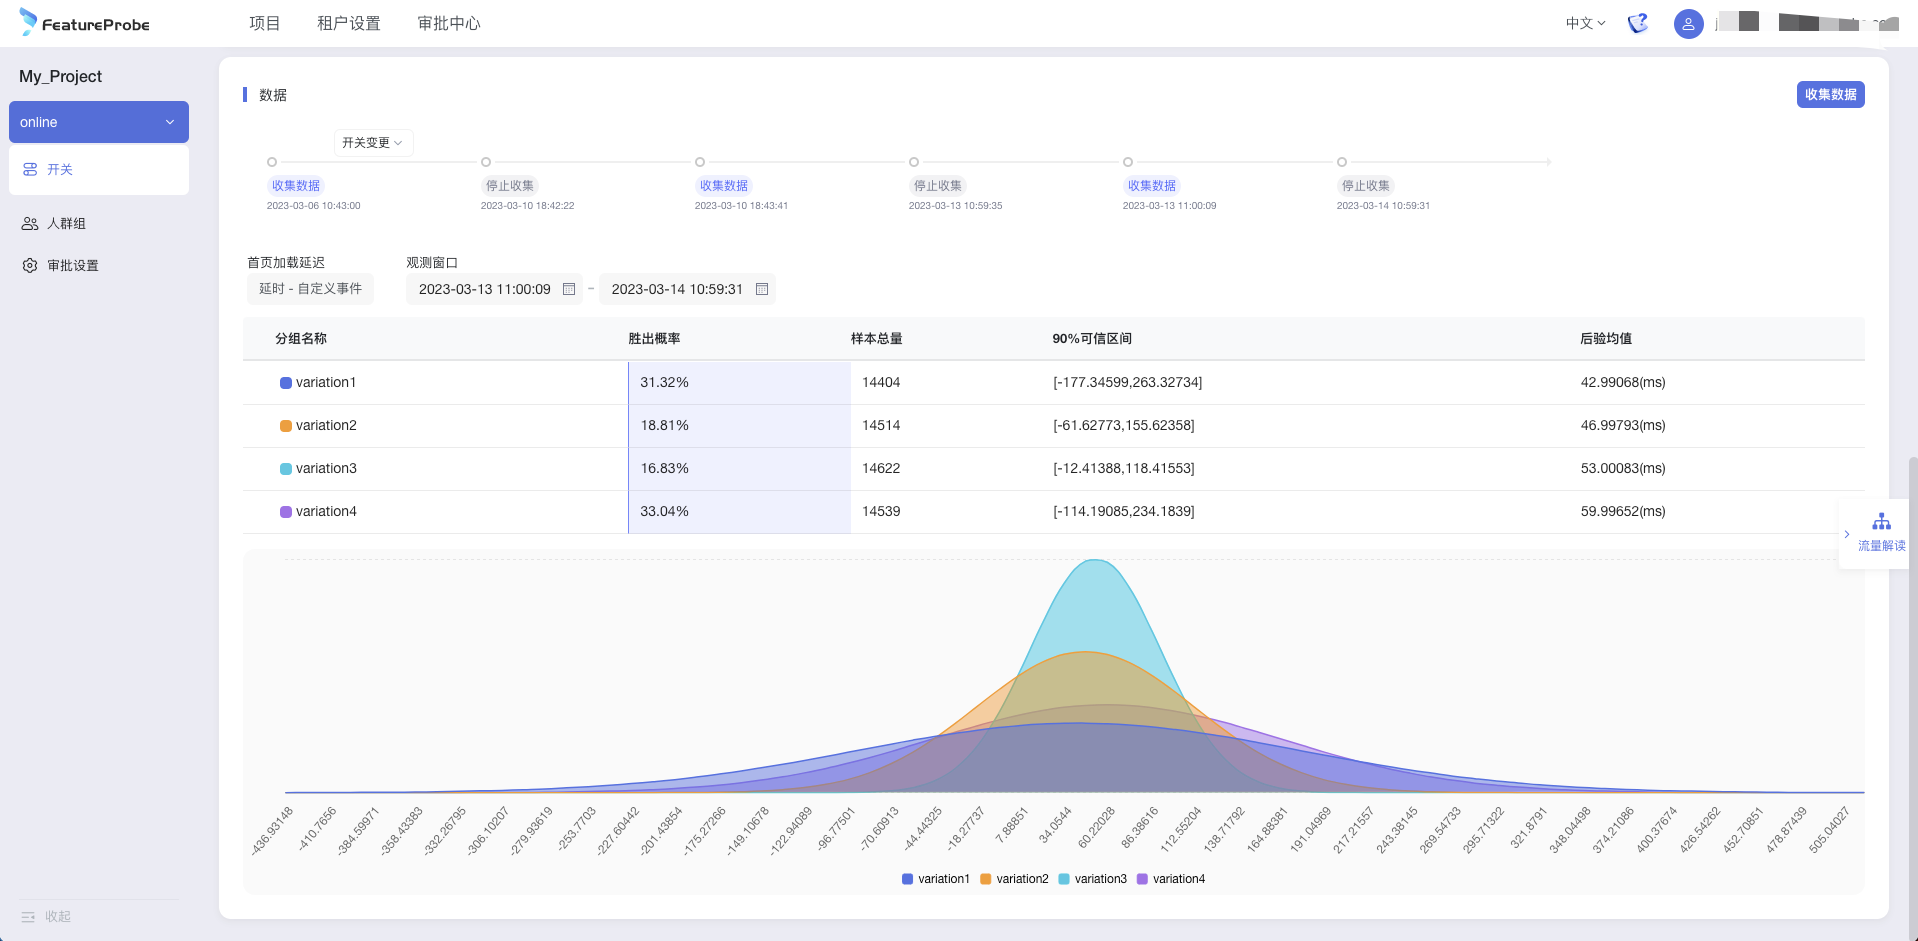 FeatureProbe
项目 租户设置 审批中心 中文
My_Project
online
开关
人群组
审批设置
收起
数据
收集数据
开关变更
收集数据 停止收集 收集数据 停止收集 收集数据 停止收集
2023-03-06 10:43:00 2023-03-10 18:42:22 2023-03-10 18:43:41 2023-03-13 10:59:35 2023-03-13 11:00:09 2023-03-14 10:59:31
首页加载延迟 观测窗口
延时 - 自定义事件 2023-03-13 11:00:09 - 2023-03-14 10:59:31
分组名称 胜出概率 样本总量 90%可信区间 后验均值
variation1 31.32% 14404 [-177.34599,263.32734] 42.99068(ms)
variation2 18.81% 14514 [-61.62773,155.62358] 46.99793(ms)
variation3 16.83% 14622 [-12.41388,118.41553] 53.00083(ms)
variation4 33.04% 14539 [-114.19085,234.1839] 59.99652(ms)
流量解读
-436.93148 -410.7656 -384.59971 -358.43383 -332.26795 -306.10207 -279.93619 -253.7703 -227.60442 -201.43854 -175.27266 -149.10678 -122.94089 -96.77501 -70.60913 -44.44325 -18.27737 7.88851 34.0544 60.22028 86.38616 112.55204 138.71792 164.88381 191.04969 217.21557 243.38145 269.54733 295.71322 321.8791 348.04498 374.21086 400.37674 426.54262 452.70851 478.87439 505.04027
variation1 variation2 variation3 variation4